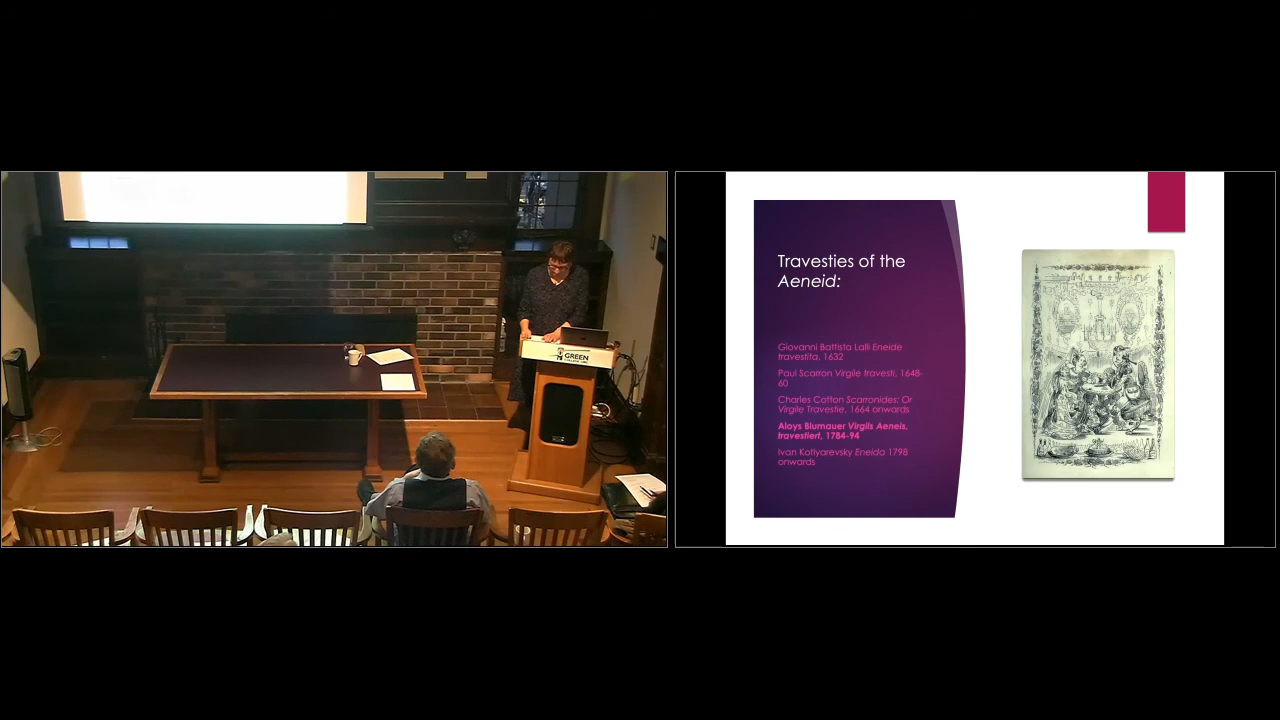 GREEN
Travesties of the
Aeneid:
Giovanni Battista Lalli Eneide
travestita, 1632
Paul Scarron Virgile travesti, 1648-
60
Charles Cotton Scarronides: Or
Virgile Travestie, 1664 onwards
Aloys Blumauer Virgils Aeneis,
travestiert, 1784-94
Ivan Kotlyarevsky Eneida 1798
onwards